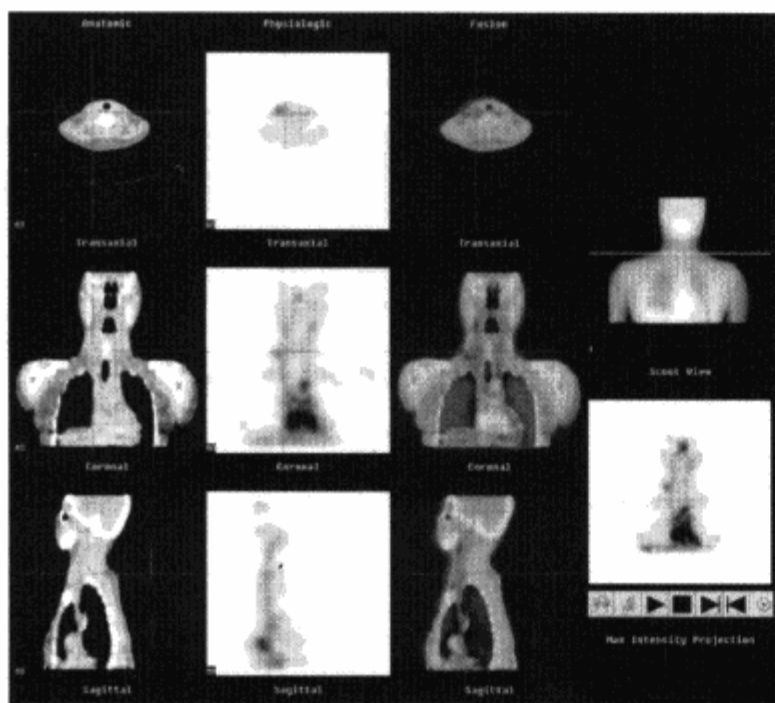 Anatomic Physiologic Fusion
Transaxial Transaxial Transaxial
Scout View
Coronal Coronal Coronal
Max Intensity Projection
Sagittal Sagittal Sagittal